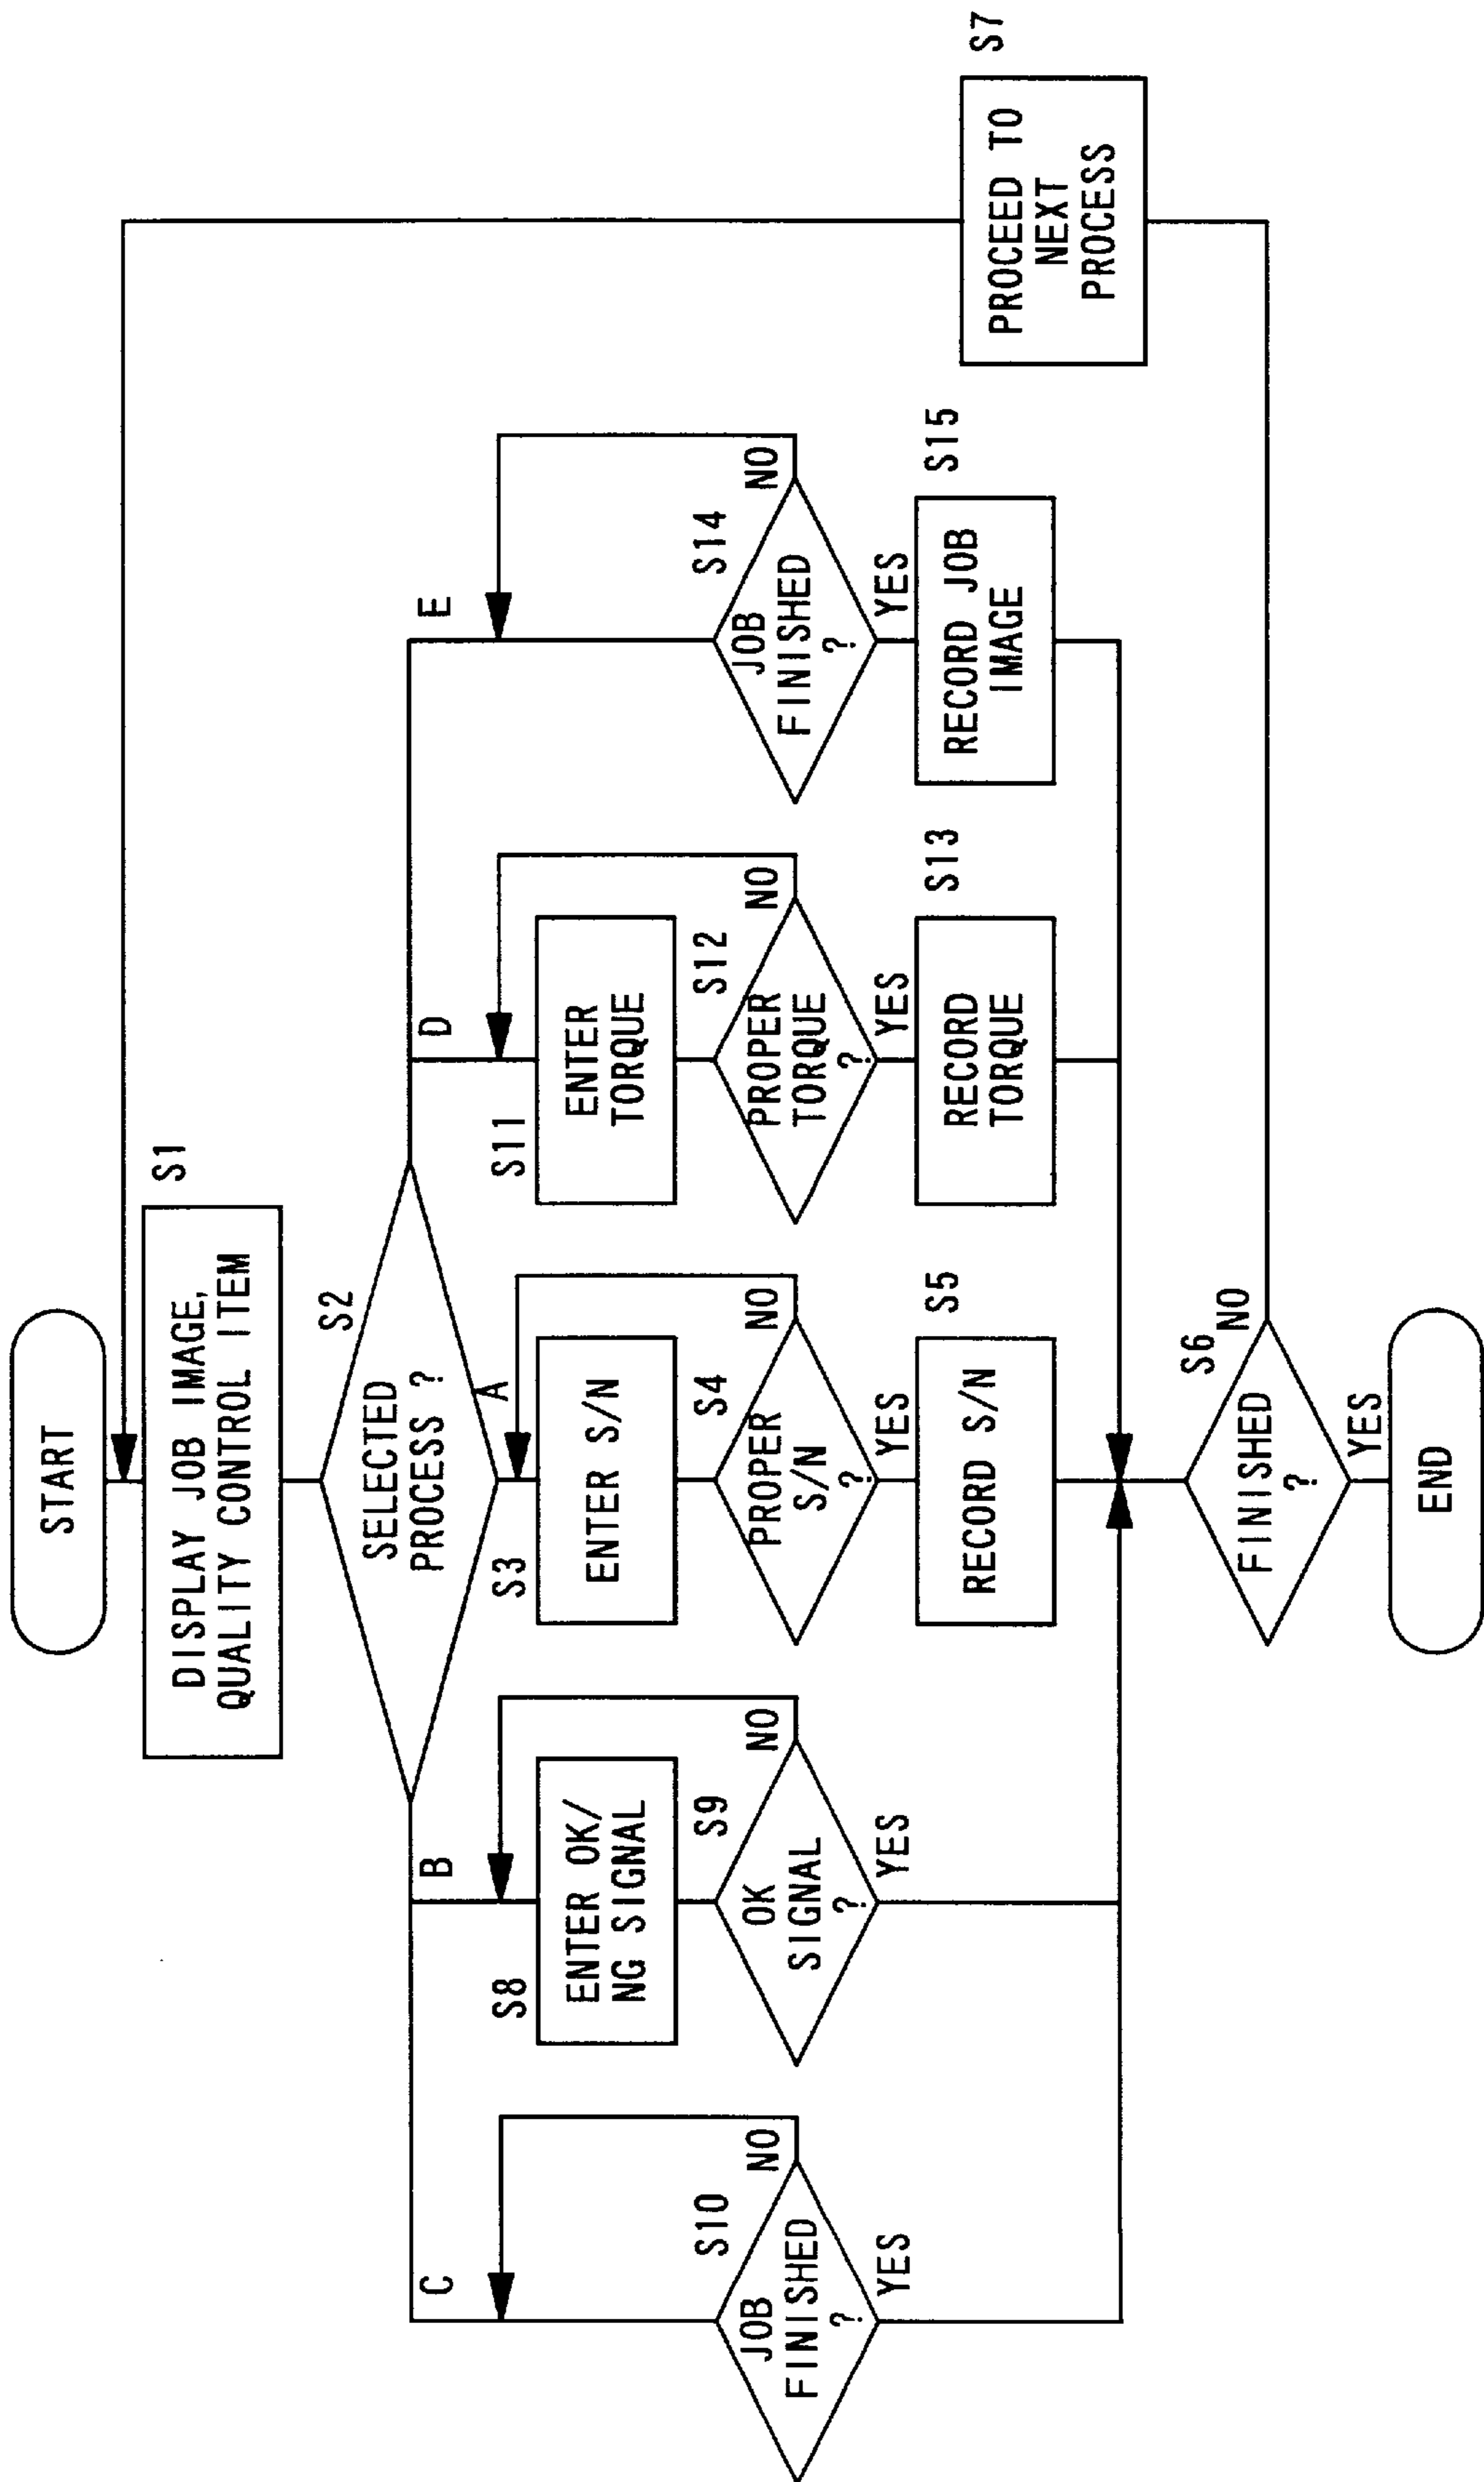 START
S1
DISPLAY JOB IMAGE,
QUALITY CONTROL ITEM
S2
SELECTED
PROCESS ?
C
B
A
D
E
S8
ENTER OK/
NG SIGNAL
S3
ENTER S/N
S11
ENTER
TORQUE
S10
JOB
FINISHED
?
NO
YES
S9
OK
SIGNAL
?
NO
YES
S4
PROPER
S/N
?
NO
YES
S12
PROPER
TORQUE
?
NO
YES
S14
JOB
FINISHED
?
NO
YES
S5
RECORD S/N
S13
RECORD
TORQUE
S15
RECORD JOB
IMAGE
S7
PROCEED TO
NEXT
PROCESS
S6
FINISHED
?
NO
YES
END